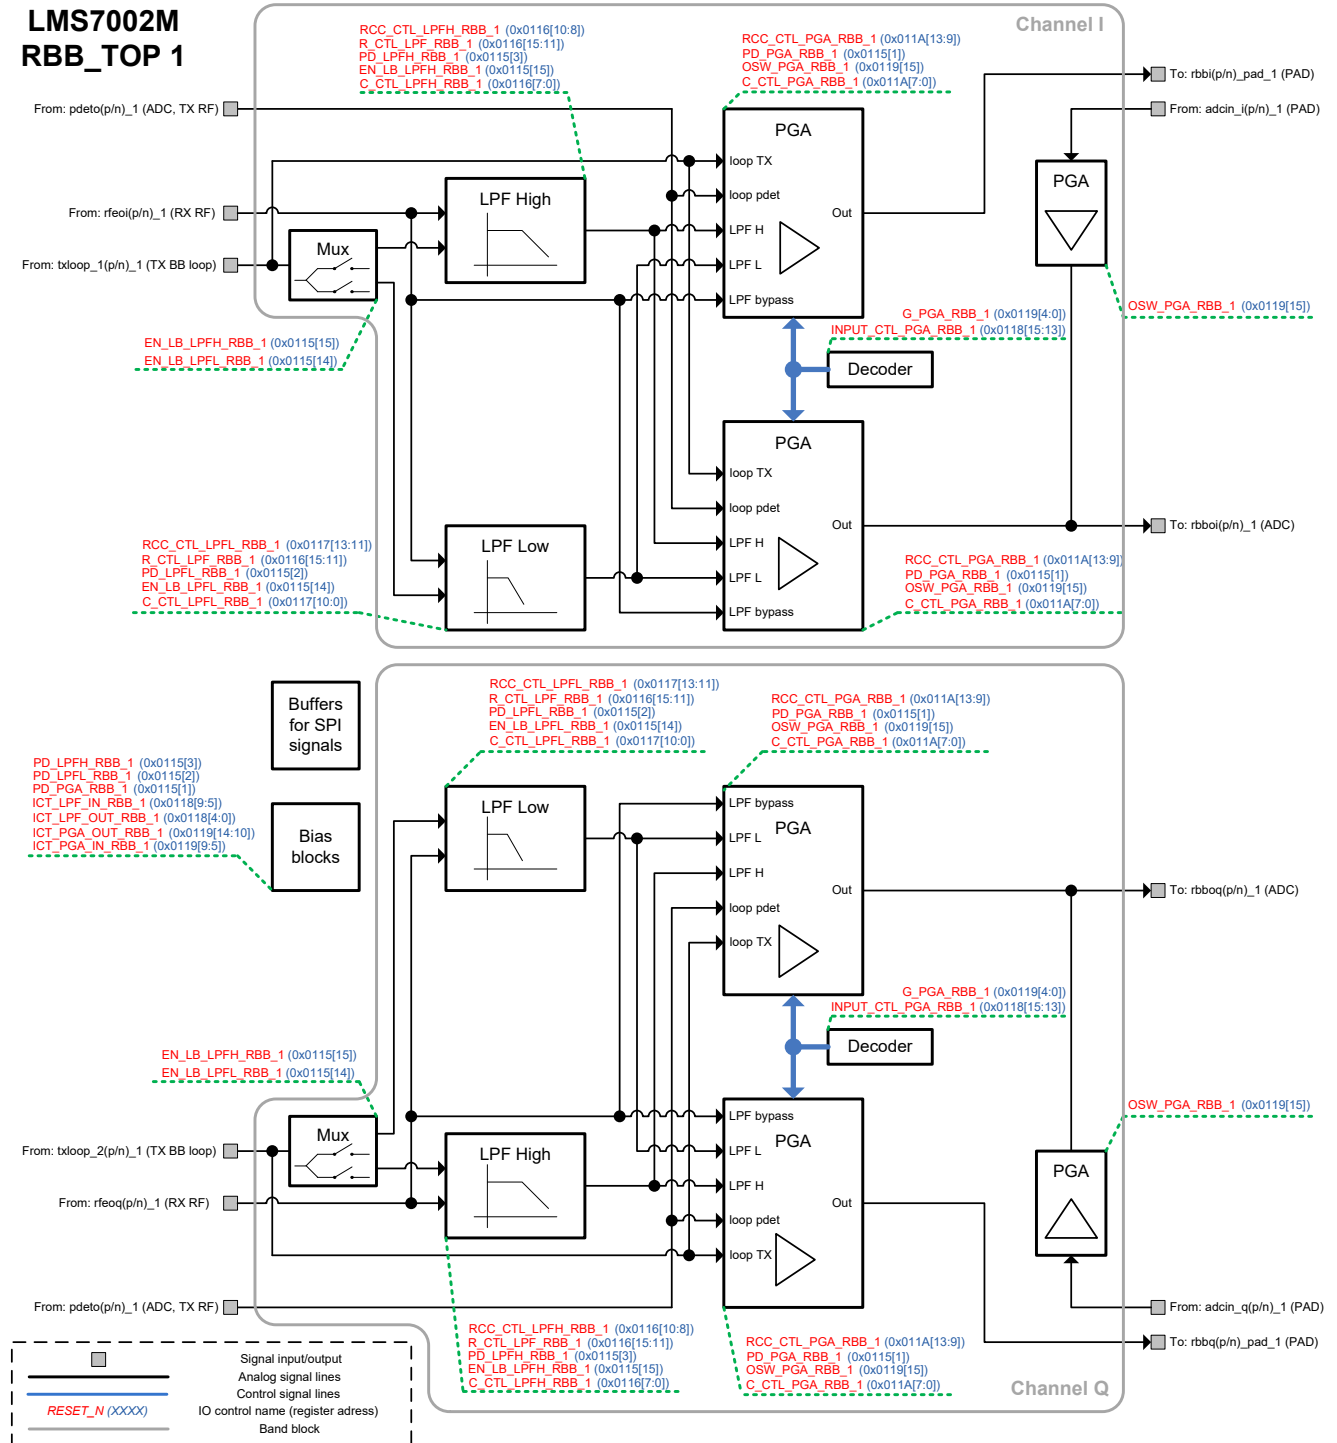 LMS7002M
RBB_TOP 1
Channel I
RCC_CTL_LPFH_RBB_1 (0x0116[10:8])
R_CTL_LPF_RBB_1 (0x0116[15:11])
PD_LPFH_RBB_1 (0x0115[3])
EN_LB_LPFH_RBB_1 (0x0115[15])
C_CTL_LPFH_RBB_1 (0x0116[7:0])
RCC_CTL_PGA_RBB_1 (0x011A[13:9])
PD_PGA_RBB_1 (0x0115[1])
OSW_PGA_RBB_1 (0x0119[15])
C_CTL_PGA_RBB_1 (0x011A[7:0])
To: rbbi(p/n)_pad_1 (PAD)
From: pdeto(p/n)_1 (ADC, TX RF)
From: adcin_i(p/n)_1 (PAD)
PGA
loop TX
loop pdet
LPF H
LPF L
LPF bypass
Out
PGA
LPF High
From: rfeoi(p/n)_1 (RX RF)
Mux
From: txloop_1(p/n)_1 (TX BB loop)
OSW_PGA_RBB_1 (0x0119[15])
G_PGA_RBB_1 (0x0119[4:0])
INPUT_CTL_PGA_RBB_1 (0x0118[15:13])
Decoder
EN_LB_LPFH_RBB_1 (0x0115[15])
EN_LB_LPFL_RBB_1 (0x0115[14])
PGA
loop TX
loop pdet
LPF H
LPF L
LPF bypass
Out
To: rbboi(p/n)_1 (ADC)
LPF Low
RCC_CTL_LPFL_RBB_1 (0x0117[13:11])
R_CTL_LPF_RBB_1 (0x0116[15:11])
PD_LPFL_RBB_1 (0x0115[2])
EN_LB_LPFL_RBB_1 (0x0115[14])
C_CTL_LPFL_RBB_1 (0x0117[10:0])
RCC_CTL_PGA_RBB_1 (0x011A[13:9])
PD_PGA_RBB_1 (0x0115[1])
OSW_PGA_RBB_1 (0x0119[15])
C_CTL_PGA_RBB_1 (0x011A[7:0])
Buffers
for SPI
signals
RCC_CTL_LPFL_RBB_1 (0x0117[13:11])
R_CTL_LPF_RBB_1 (0x0116[15:11])
PD_LPFL_RBB_1 (0x0115[2])
EN_LB_LPFL_RBB_1 (0x0115[14])
C_CTL_LPFL_RBB_1 (0x0117[10:0])
RCC_CTL_PGA_RBB_1 (0x011A[13:9])
PD_PGA_RBB_1 (0x0115[1])
OSW_PGA_RBB_1 (0x0119[15])
C_CTL_PGA_RBB_1 (0x011A[7:0])
PD_LPFH_RBB_1 (0x0115[3])
PD_LPFL_RBB_1 (0x0115[2])
PD_PGA_RBB_1 (0x0115[1])
ICT_LPF_IN_RBB_1 (0x0118[9:5])
ICT_LPF_OUT_RBB_1 (0x0118[4:0])
ICT_PGA_OUT_RBB_1 (0x0119[14:10])
ICT_PGA_IN_RBB_1 (0x0119[9:5])
Bias
blocks
LPF Low
LPF bypass
PGA
LPF L
LPF H
loop pdet
loop TX
Out
To: rbboq(p/n)_1 (ADC)
G_PGA_RBB_1 (0x0119[4:0])
INPUT_CTL_PGA_RBB_1 (0x0118[15:13])
Decoder
EN_LB_LPFH_RBB_1 (0x0115[15])
EN_LB_LPFL_RBB_1 (0x0115[14])
OSW_PGA_RBB_1 (0x0119[15])
Mux
From: txloop_2(p/n)_1 (TX BB loop)
LPF High
From: rfeoq(p/n)_1 (RX RF)
LPF bypass
PGA
LPF L
LPF H
loop pdet
loop TX
Out
PGA
From: pdeto(p/n)_1 (ADC, TX RF)
From: adcin_q(p/n)_1 (PAD)
To: rbbq(p/n)_pad_1 (PAD)
RCC_CTL_LPFH_RBB_1 (0x0116[10:8])
R_CTL_LPF_RBB_1 (0x0116[15:11])
PD_LPFH_RBB_1 (0x0115[3])
EN_LB_LPFH_RBB_1 (0x0115[15])
C_CTL_LPFH_RBB_1 (0x0116[7:0])
RCC_CTL_PGA_RBB_1 (0x011A[13:9])
PD_PGA_RBB_1 (0x0115[1])
OSW_PGA_RBB_1 (0x0119[15])
C_CTL_PGA_RBB_1 (0x011A[7:0])
Channel Q
Signal input/output
Analog signal lines
Control signal lines
RESET_N (XXXX) IO control name (register adress)
Band block